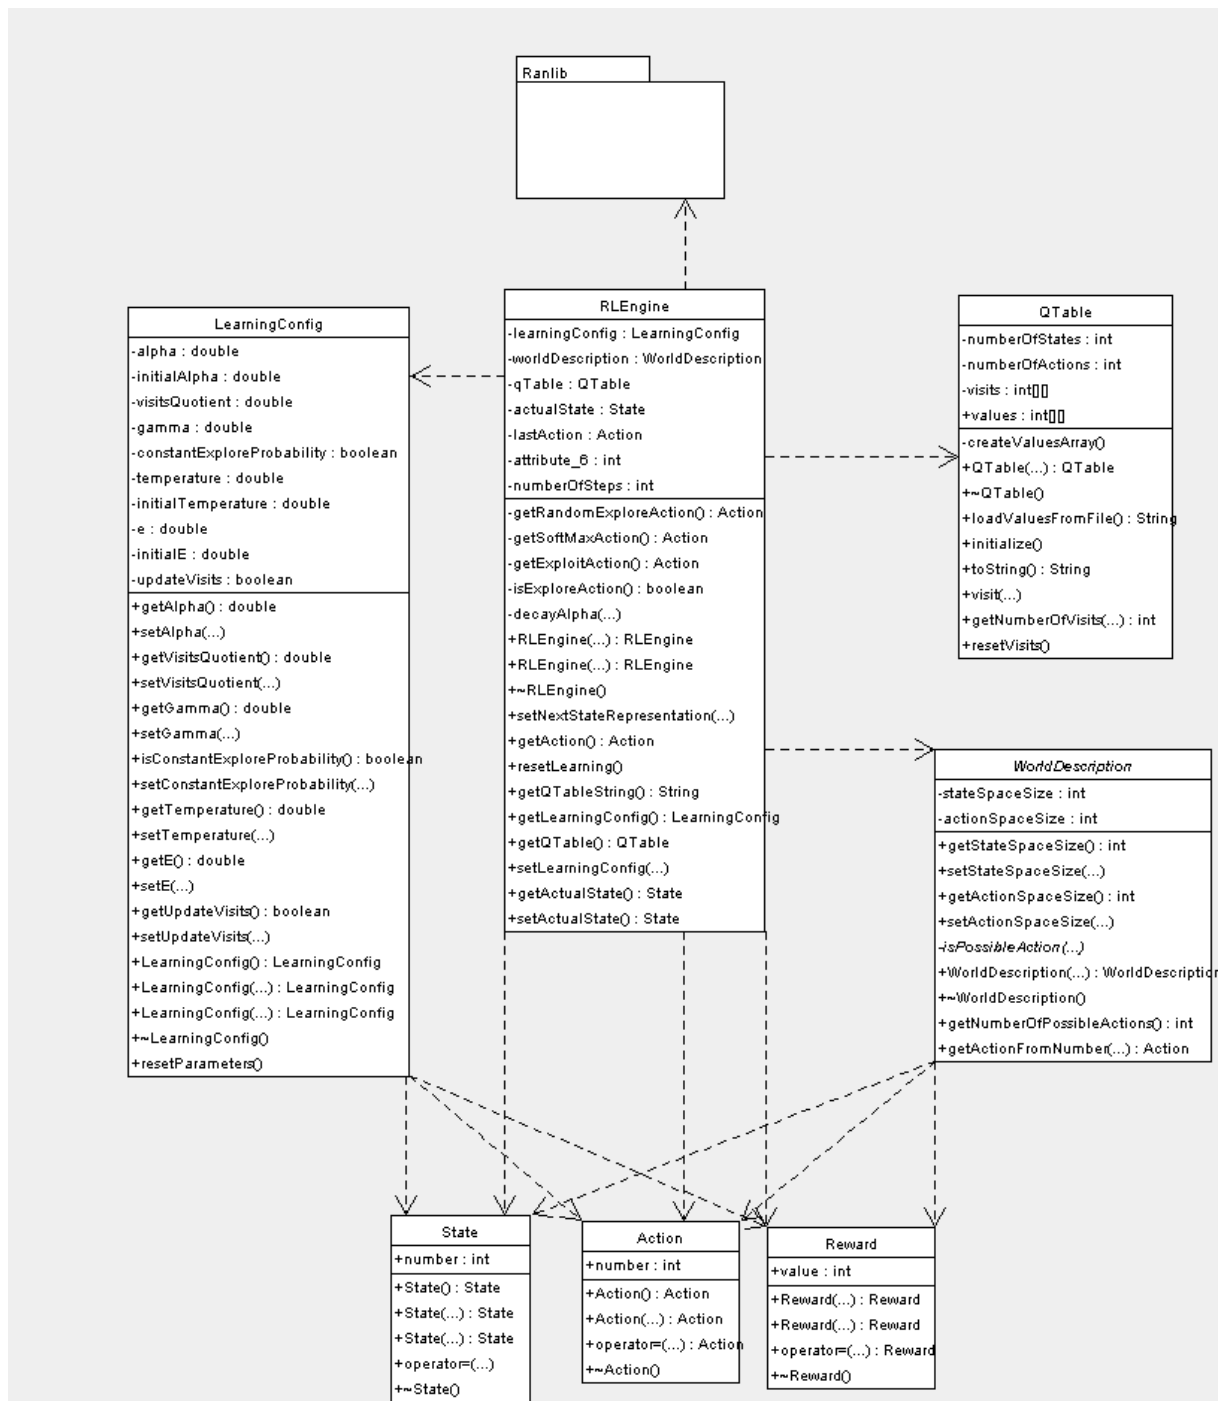 Ranlib
LearningConfig
-alpha : double
-initialAlpha : double
-visitsQuotient : double
-gamma : double
-constantExploreProbability : boolean
-temperature : double
-initialTemperature : double
-e : double
-initialE : double
-updateVisits : boolean
+getAlpha() : double
+setAlpha(...)
+getVisitsQuotient() : double
+setVisitsQuotient(...)
+getGamma() : double
+setGamma(...)
+isConstantExploreProbability() : boolean
+setConstantExploreProbability(...)
+getTemperature() : double
+setTemperature(...)
+getE() : double
+setE(...)
+getUpdateVisits() : boolean
+setUpdateVisits(...)
+LearningConfig() : LearningConfig
+LearningConfig(...) : LearningConfig
+LearningConfig(...) : LearningConfig
+~LearningConfig()
+resetParameters()
RLEngine
-learningConfig : LearningConfig
-worldDescription : WorldDescription
-qTable : QTable
-actualState : State
-lastAction : Action
-attribute_6 : int
-numberOfSteps : int
-getRandomExploreAction() : Action
-getSoftMaxAction() : Action
-getExploitAction() : Action
-isExploreAction() : boolean
-decayAlpha(...)
+RLEngine(...) : RLEngine
+RLEngine(...) : RLEngine
+~RLEngine()
+setNextStateRepresentation(...)
+getAction() : Action
+resetLearning()
+getQTableString() : String
+getLearningConfig() : LearningConfig
+getQTable() : QTable
+setLearningConfig(...)
+getActualState() : State
+setActualState() : State
QTable
-numberOfStates : int
-numberOfActions : int
-visits : int[][]
+values : int[][]
-createValuesArray()
+QTable(...) : QTable
+~QTable()
+loadValuesFromFile() : String
+initialize()
+toString() : String
+visit(...)
+getNumberOfVisits(...) : int
+resetVisits()
WorldDescription
-stateSpaceSize : int
-actionSpaceSize : int
+getStateSpaceSize() : int
+setStateSpaceSize(...)
+getActionSpaceSize() : int
+setActionSpaceSize(...)
-isPossibleAction(...)
+WorldDescription(...) : WorldDescription
+~WorldDescription()
+getNumberOfPossibleActions() : int
+getActionFromNumber(...) : Action
State
+number : int
+State() : State
+State(...) : State
+State(...) : State
+operator=(...)
+~State()
Action
+number : int
+Action() : Action
+Action(...) : Action
+operator=(...) : Action
+~Action()
Reward
+value : int
+Reward(...) : Reward
+Reward(...) : Reward
+operator=(...) : Reward
+~Reward()